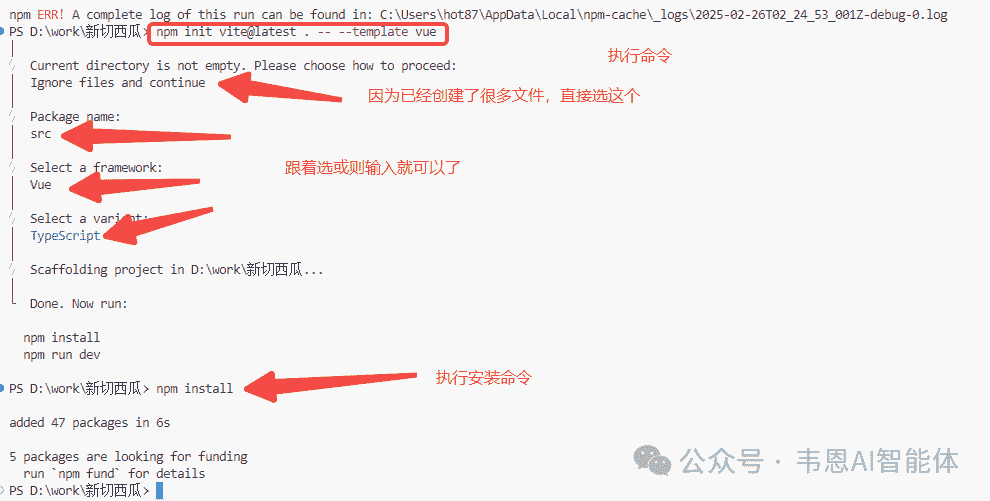 npm ERR! A complete log of this run can be found in: C:\Users\hot87\AppData\Local\npm-cache\_logs\2025-02-26T02_24_53_001Z-debug-0.log
PS D:\work\新切西瓜> npm init vite@latest . -- --template vue
执行命令
Current directory is not empty. Please choose how to proceed:
Ignore files and continue
因为已经创建了很多文件，直接选这个
Package name:
src
Select a framework:
跟着选或则输入就可以了
Vue
Select a variant:
TypeScript
Scaffolding project in D:\work\新切西瓜...
Done. Now run:
npm install
npm run dev
PS D:\work\新切西瓜> npm install
执行安装命令
added 47 packages in 6s
5 packages are looking for funding
run `npm fund` for details
PS D:\work\新切西瓜>
公众号 · 韦恩AI智能体